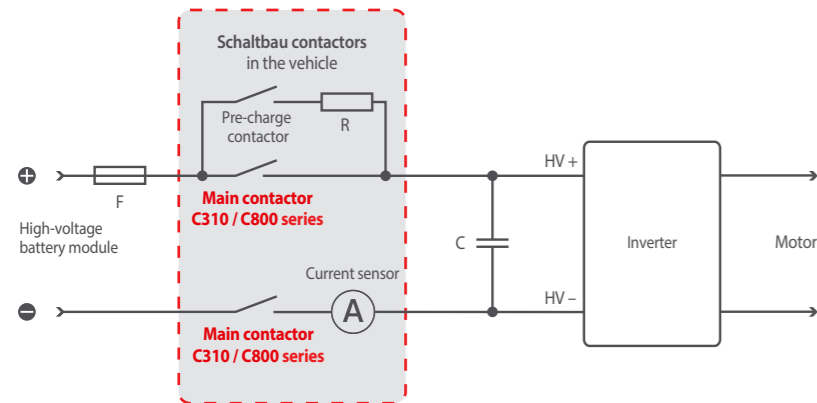 Schaltbau contactors
in the vehicle
Pre-charge
contactor
R
HV +
F
Main contactor
C310 / C800 series
High-voltage
battery module
C
Inverter
Motor
Current sensor
A
HV –
Main contactor
C310 / C800 series